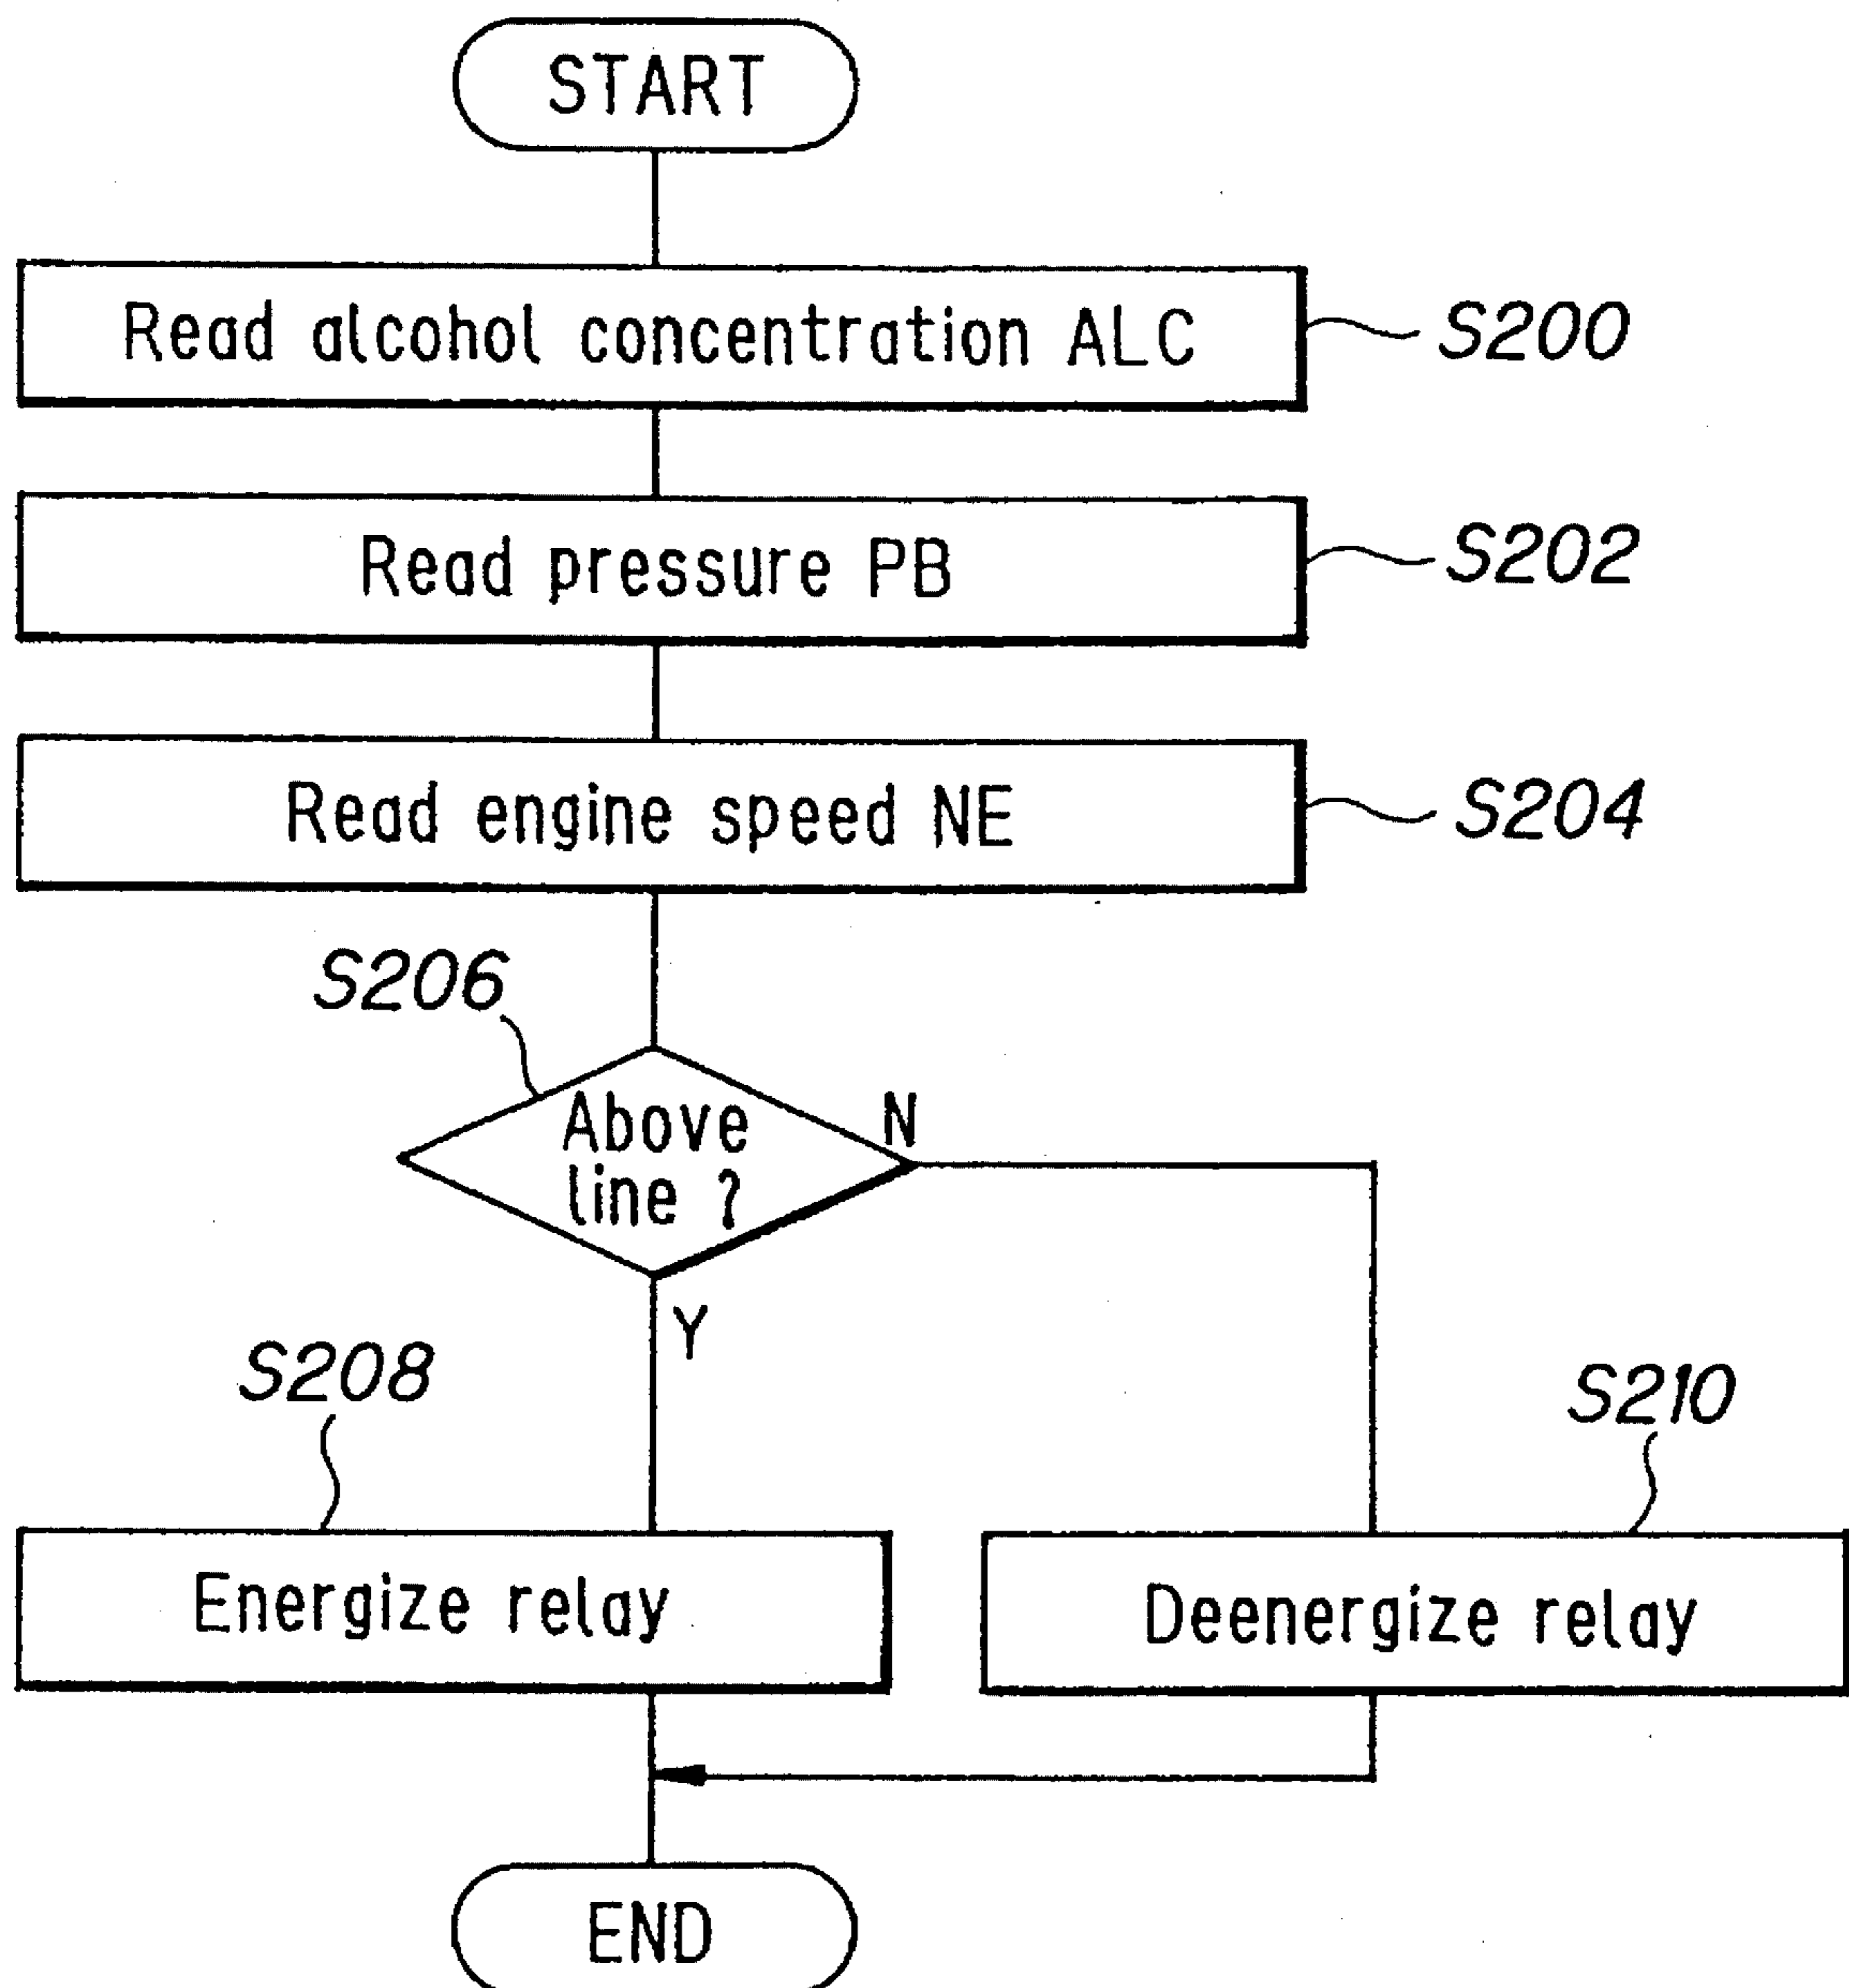 START
Read alcohol concentration ALC
S200
Read pressure PB
S202
Read engine speed NE
S204
S206
Above
line ?
N
Y
S208
S210
Energize relay
Deenergize relay
END